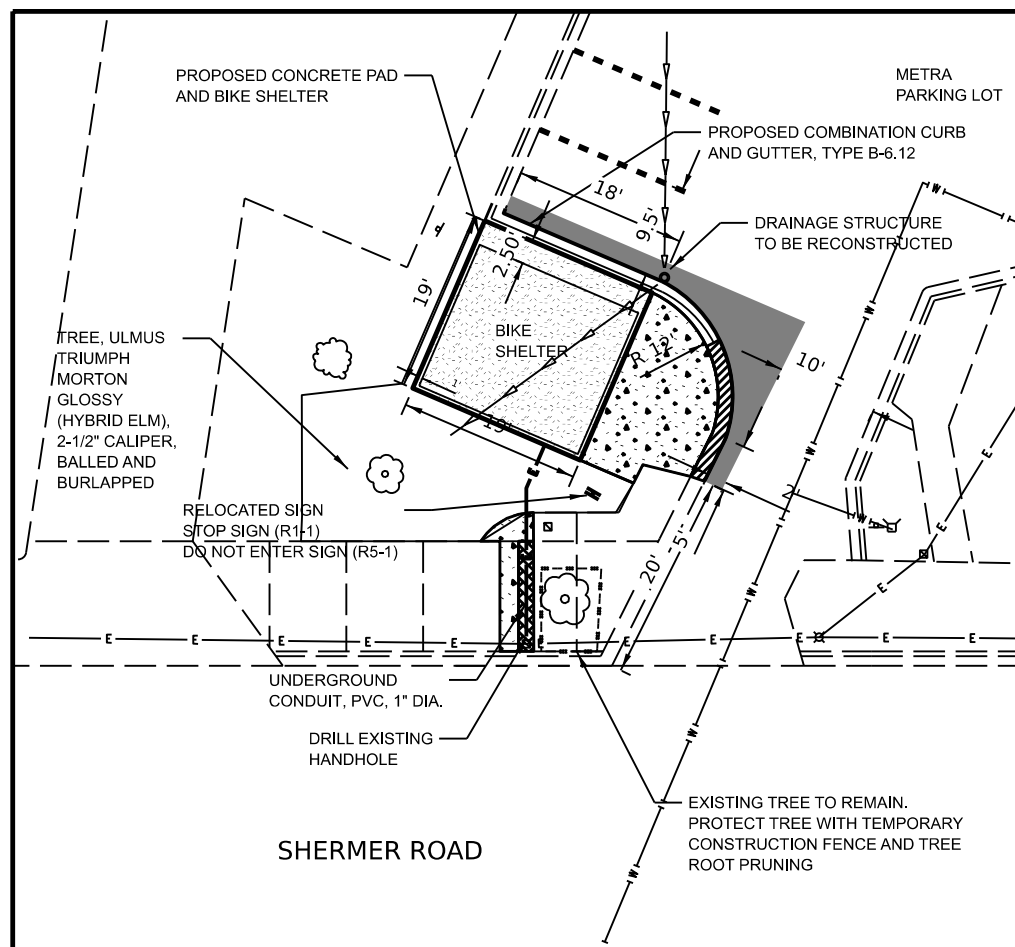 PROPOSED CONCRETE PAD
AND BIKE SHELTER
METRA
PARKING LOT
PROPOSED COMBINATION CURB
AND GUTTER, TYPE B-6.12
18'
9.5'
DRAINAGE STRUCTURE
TO BE RECONSTRUCTED
2.50'
19'
BIKE
SHELTER
R 12'
10'
TREE, ULMUS
TRIUMPH
MORTON
GLOSSY
(HYBRID ELM),
2-1/2" CALIPER,
BALLED AND
BURLAPPED
1'
19'
2'
RELOCATED SIGN
STOP SIGN (R1-1)
DO NOT ENTER SIGN (R5-1)
5'
20'
E
E
E
E
E
E
E
E
E
E
E
W
W
W
W
W
W
W
W
W
W
UNDERGROUND
CONDUIT, PVC, 1" DIA.
DRILL EXISTING
HANDHOLE
EXISTING TREE TO REMAIN.
PROTECT TREE WITH TEMPORARY
CONSTRUCTION FENCE AND TREE
ROOT PRUNING
SHERMER ROAD